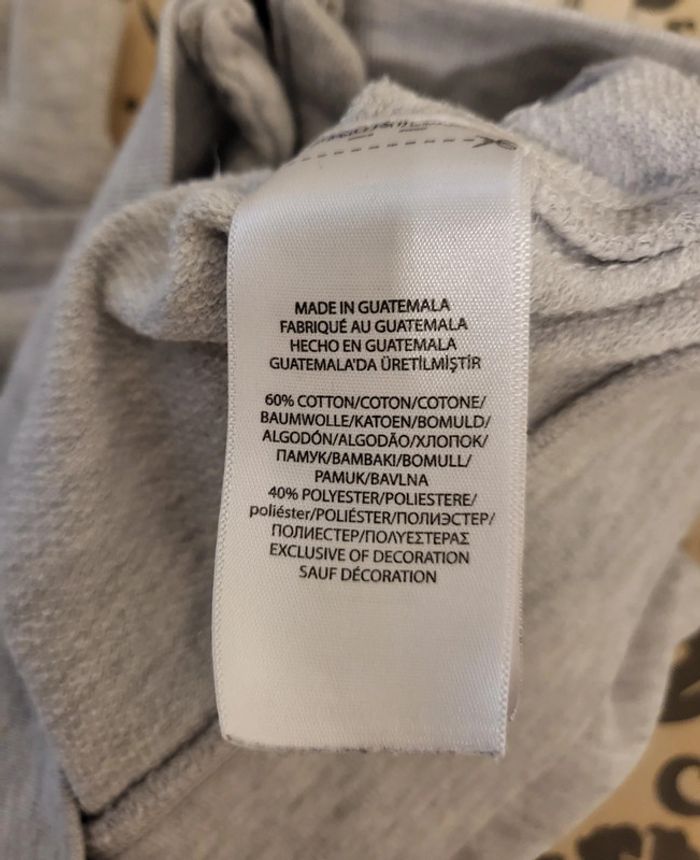 MADE IN GUATEMALA
FABRIQUÉ AU GUATEMALA
HECHO EN GUATEMALA
GUATEMALA'DA ÜRETİLMİŞTİR
60% COTTON/COTON/COTONE/
BAUMWOLLE/KATOEN/BOMULD/
ALGODÓN/ALGODÃO/ХЛОПОК/
ПАМУК/BAMBAKI/BOMULL/
PAMUK/BAVLNA
40% POLYESTER/POLIESTERE/
poliéster/POLIÉSTER/ПОЛИЭСТЕР/
ПОЛИЕСТЕР/ΠΟΛΥΕΣΤΕΡΑΣ
EXCLUSIVE OF DECORATION
SAUF DÉCORATION